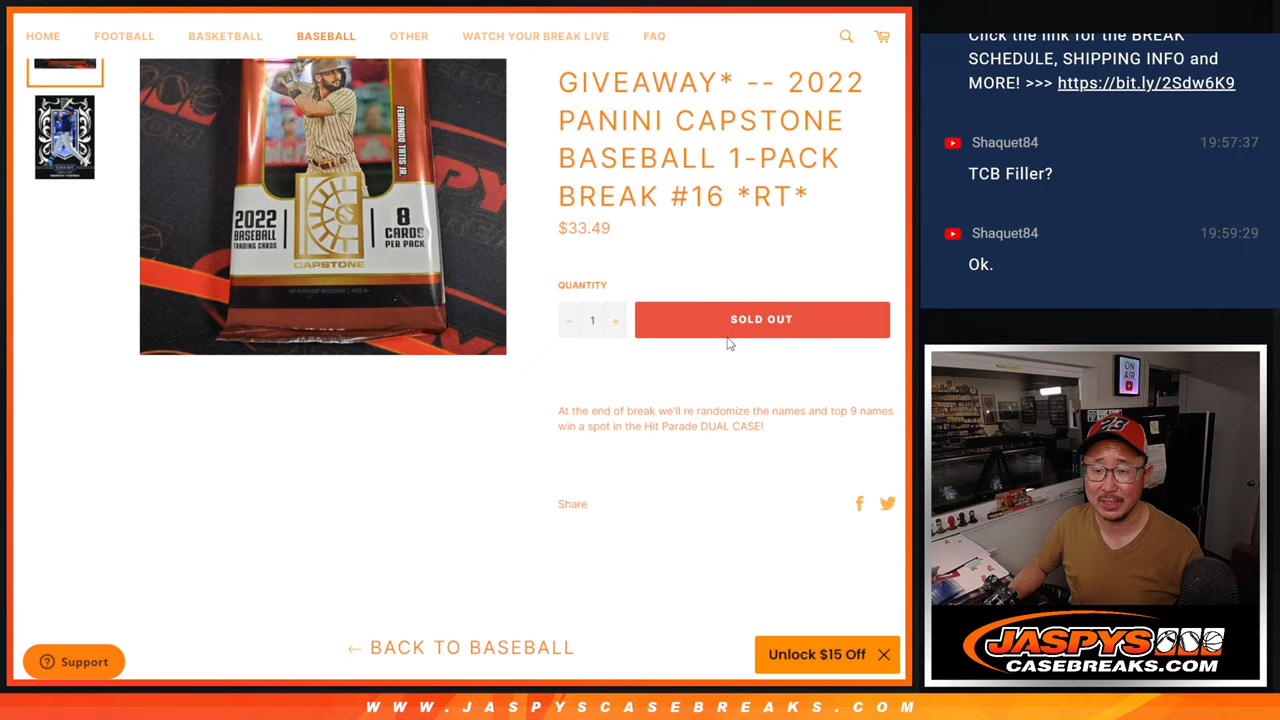 HOME FOOTBALL BASKETBALL BASEBALL OTHER WATCH YOUR BREAK LIVE FAQ
GIVEAWAY* -- 2022
PANINI CAPSTONE
BASEBALL 1-PACK
BREAK #16 *RT*
$33.49
QUANTITY
− 1 + SOLD OUT
At the end of break we'll re randomize the names and top 9 names
win a spot in the Hit Parade DUAL CASE!
Share
← BACK TO BASEBALL
Support
Unlock $15 Off
FERNANDO TATIS JR.
2022
BASEBALL
TRADING CARDS
8
CARDS
PER PACK
CAPSTONE
Click the link for the BREAK
SCHEDULE, SHIPPING INFO and
MORE! >>> https://bit.ly/2Sdw6K9
Shaquet84 19:57:37
TCB Filler?
Shaquet84 19:59:29
Ok.
ON
AIR
JASPYS
CASEBREAKS.COM
WWW.JASPYSCASEBREAKS.COM